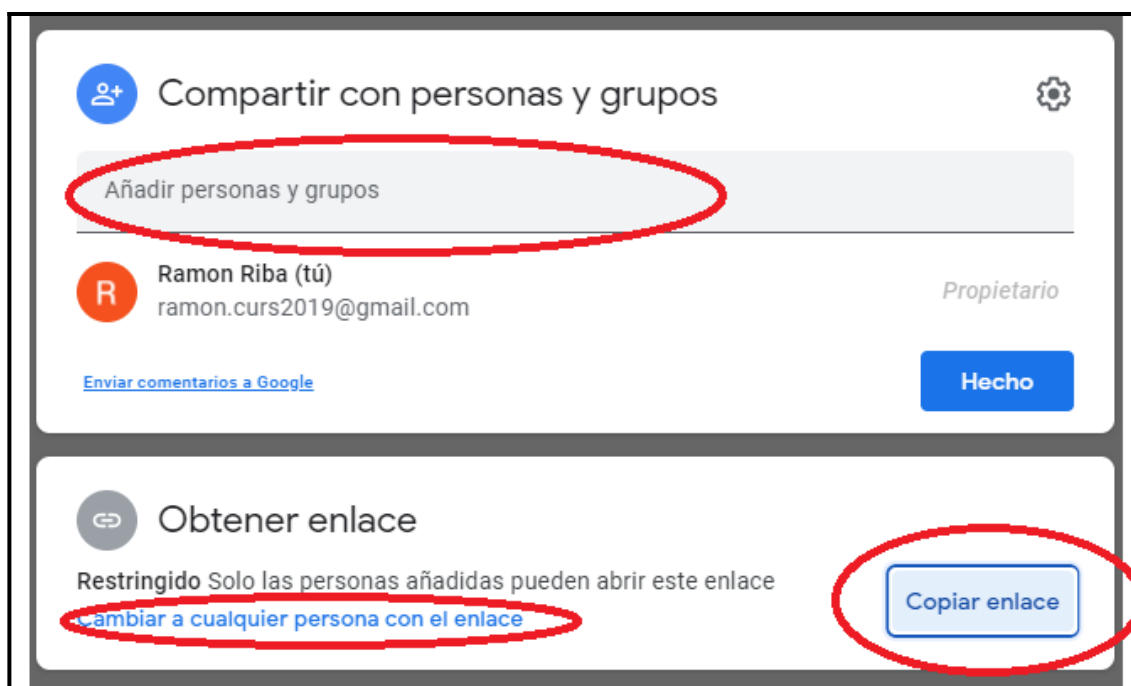 Compartir con personas y grupos
Añadir personas y grupos
Ramon Riba (tú)
ramon.curs2019@gmail.com
Propietario
Enviar comentarios a Google
Hecho
Obtener enlace
Restringido Solo las personas añadidas pueden abrir este enlace
Cambiar a cualquier persona con el enlace
Copiar enlace